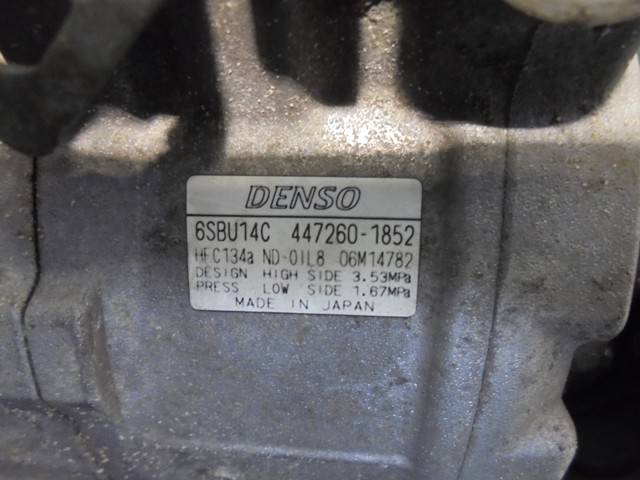 DENSO
6SBU14C 447260-1852
HFC134a ND-OIL8 06M14782
DESIGN HIGH SIDE 3.53MPa
PRESS LOW SIDE 1.67MPa
MADE IN JAPAN